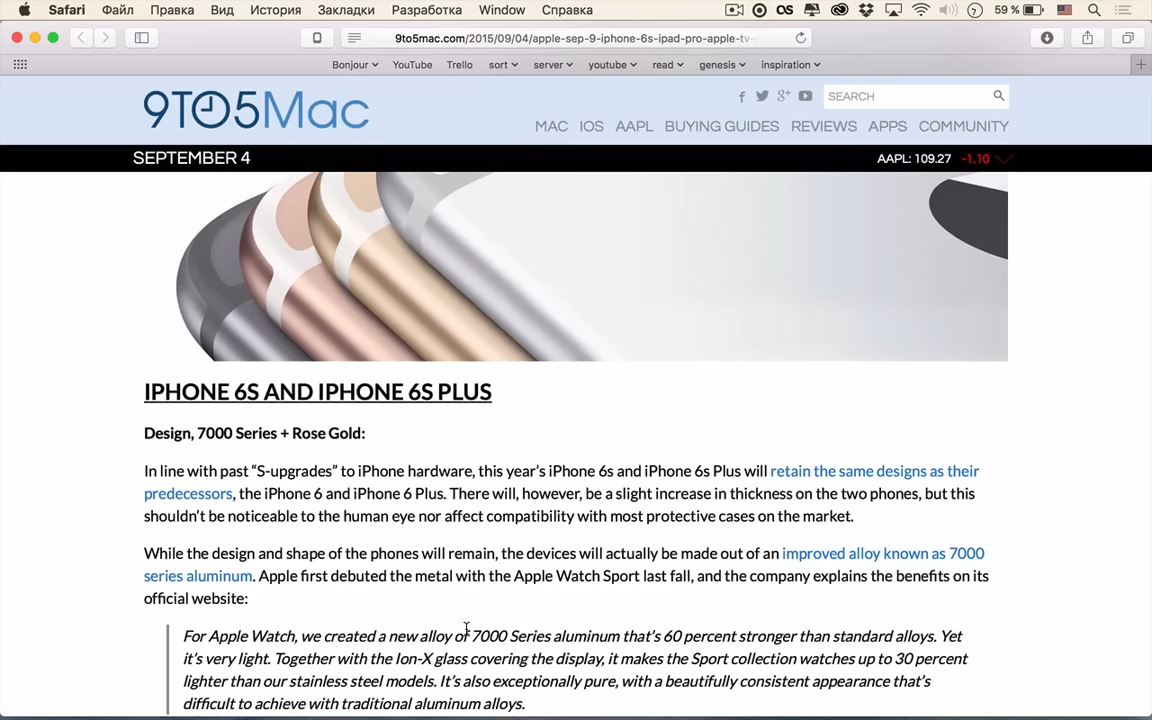 Safari Файл Правка Вид История Закладки Разработка Window Справка 59 %
9to5mac.com/2015/09/04/apple-sep-9-iphone-6s-ipad-pro-apple-tv-
Bonjour YouTube Trello sort server youtube read genesis inspiration
9TO5Mac
SEARCH
MAC IOS AAPL BUYING GUIDES REVIEWS APPS COMMUNITY
SEPTEMBER 4 AAPL: 109.27 -1.10
IPHONE 6S AND IPHONE 6S PLUS
Design, 7000 Series + Rose Gold:
In line with past “S-upgrades” to iPhone hardware, this year’s iPhone 6s and iPhone 6s Plus will retain the same designs as their
predecessors, the iPhone 6 and iPhone 6 Plus. There will, however, be a slight increase in thickness on the two phones, but this
shouldn’t be noticeable to the human eye nor affect compatibility with most protective cases on the market.
While the design and shape of the phones will remain, the devices will actually be made out of an improved alloy known as 7000
series aluminum. Apple first debuted the metal with the Apple Watch Sport last fall, and the company explains the benefits on its
official website:
For Apple Watch, we created a new alloy of 7000 Series aluminum that’s 60 percent stronger than standard alloys. Yet
it’s very light. Together with the Ion-X glass covering the display, it makes the Sport collection watches up to 30 percent
lighter than our stainless steel models. It’s also exceptionally pure, with a beautifully consistent appearance that’s
difficult to achieve with traditional aluminum alloys.